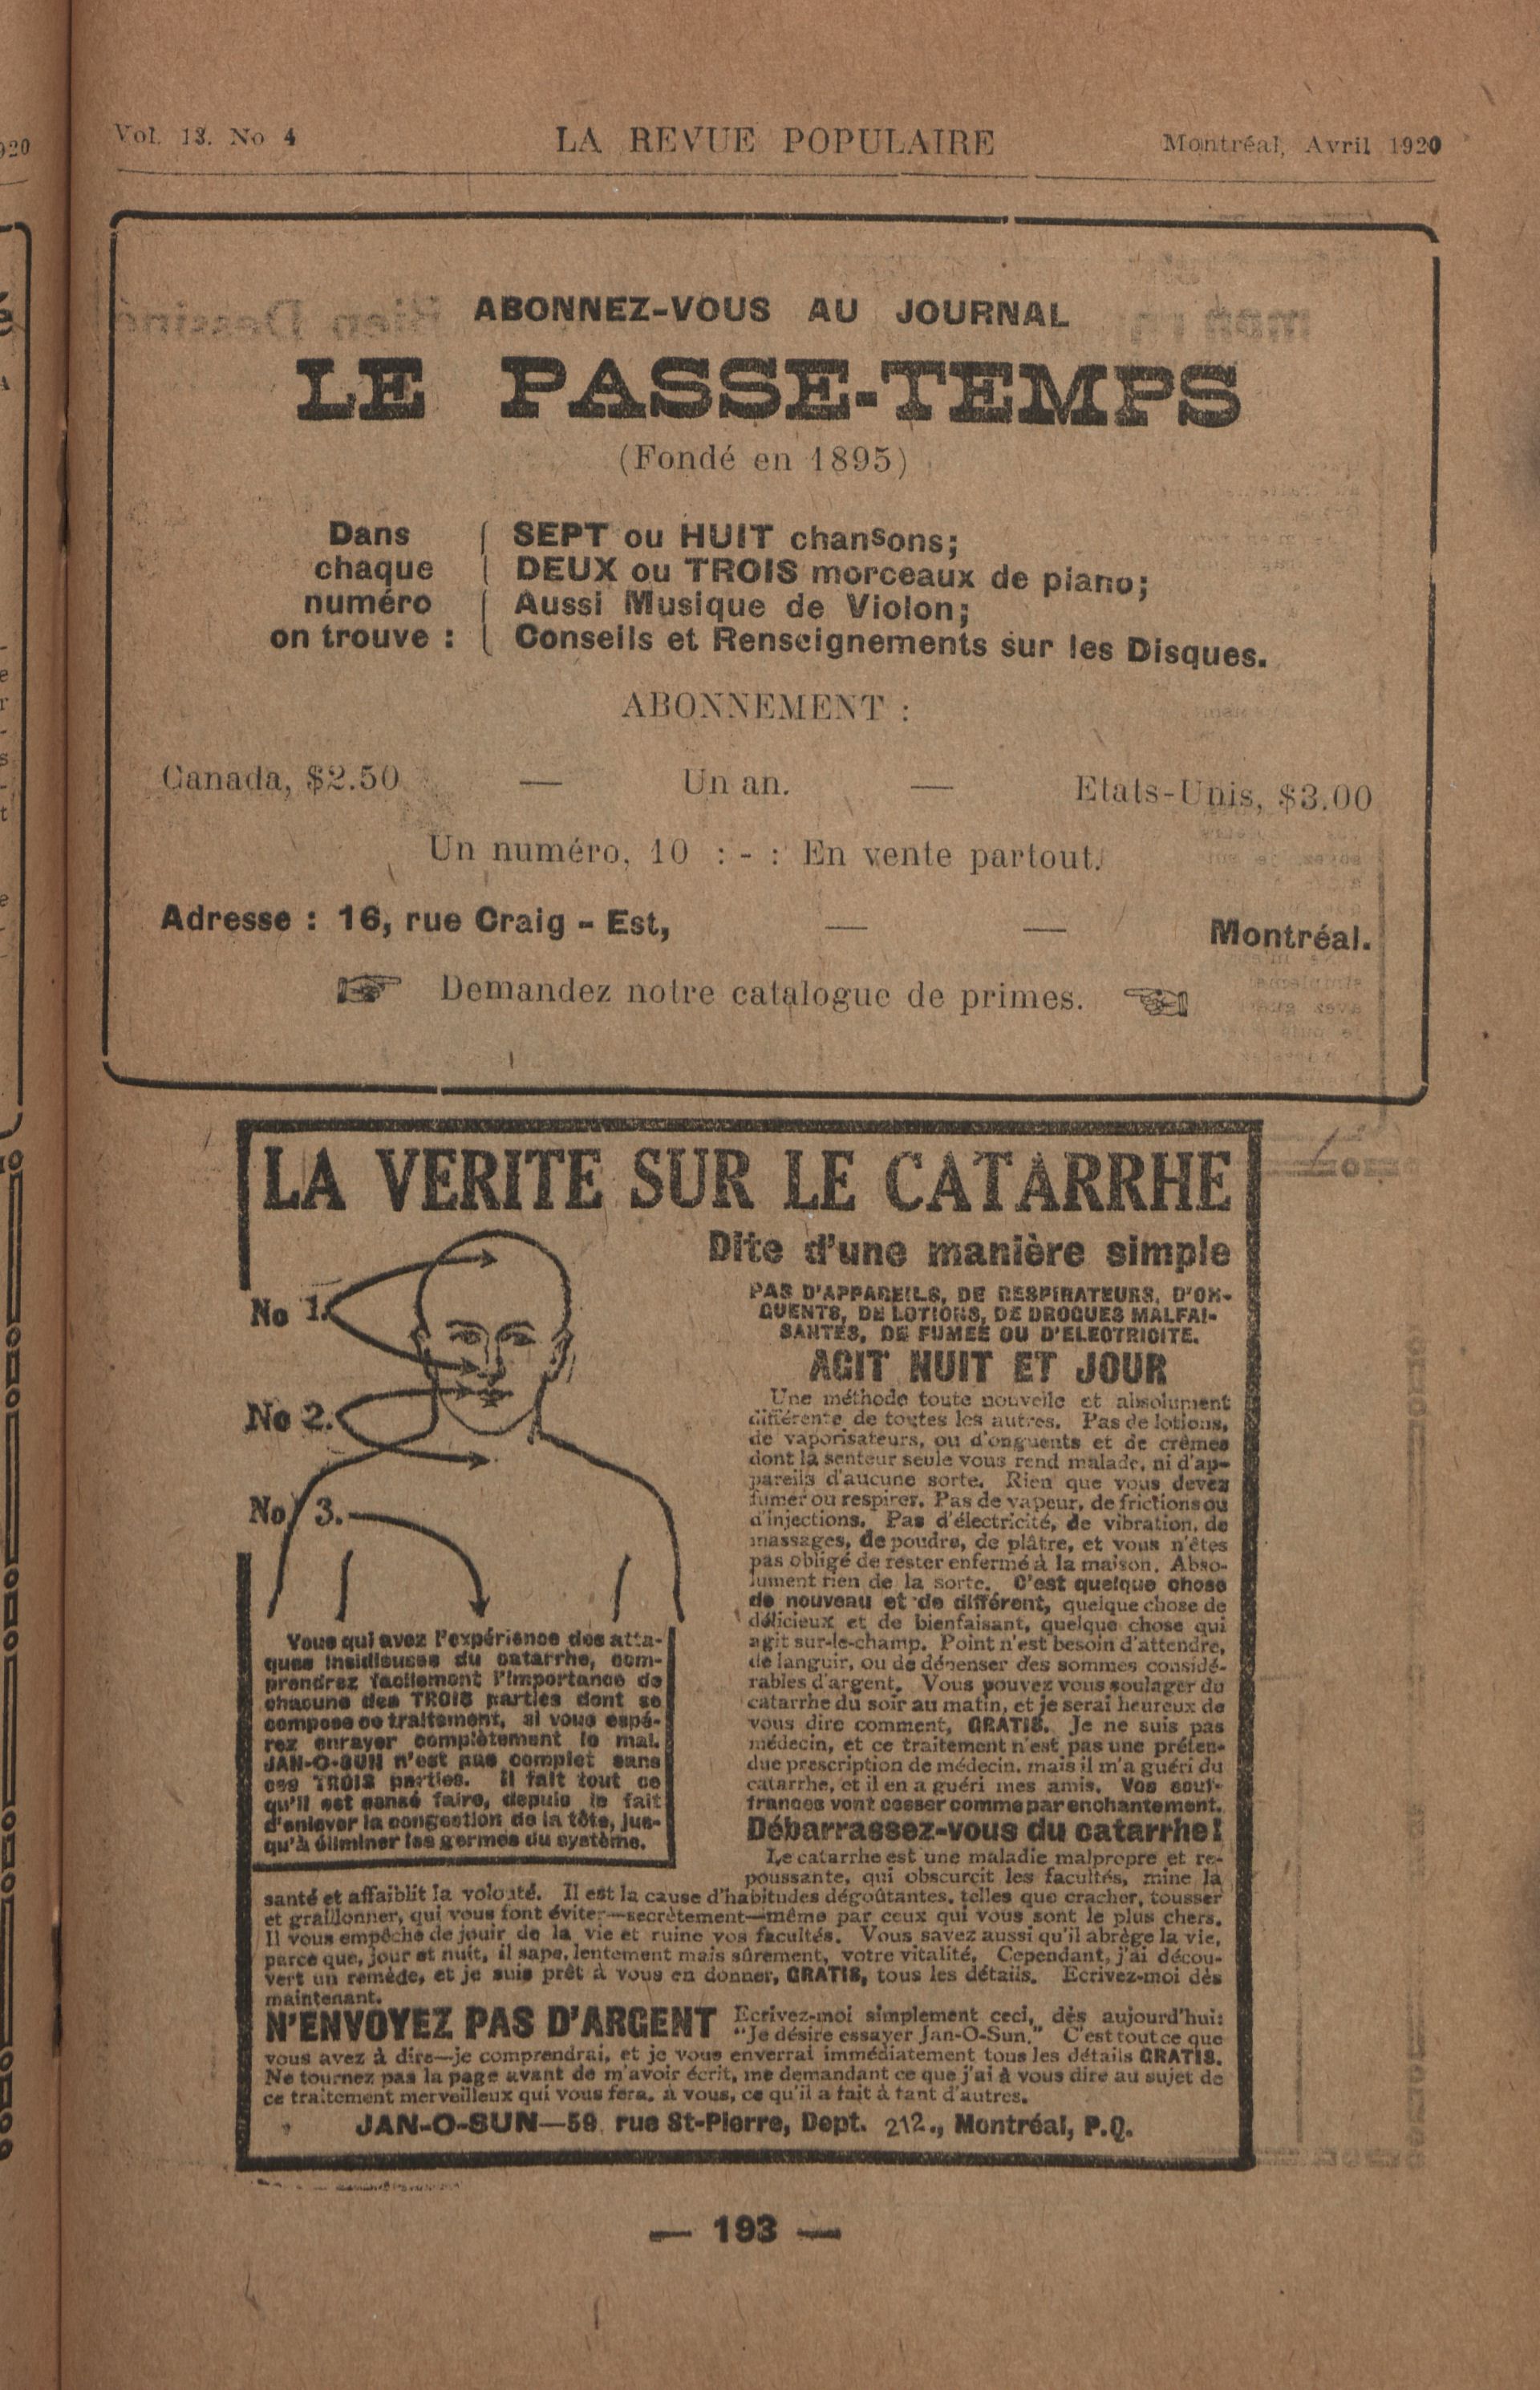 Vol. 13. No 4 LA REVUE POPULAIRE Montréal, Avril 1920
ABONNEZ-VOUS AU JOURNAL
LE PASSE-TEMPS
(Fondé en 1895)
Dans
chaque
numéro
on trouve :
SEPT ou HUIT chansons;
DEUX ou TROIS morceaux de piano;
Aussi Musique de Violon;
Conseils et Renseignements sur les Disques.
ABONNEMENT :
Canada, $2.50 — Un an. — Etats-Unis, $3.00
Un numéro, 10 : - : En vente partout.
Adresse : 16, rue Craig - Est, — — Montréal.
☞ Demandez notre catalogue de primes. ☜
LA VERITE SUR LE CATARRHE
Dite d'une manière simple
No 1.
No 2.
No 3.
Vous qui avez l'expérience des atta-
ques insidieuses du catarrhe, com-
prendrez facilement l'importance de
chacune des TROIS parties dont se
compose ce traitement, si vous espé-
rez enrayer complètement le mal.
JAN-O-SUN n'est pas complet sans
ces TROIS parties. Il fait tout ce
qu'il est censé faire, depuis le fait
d'enlever la congestion de la tête, jus-
qu'à éliminer les germes du système.
PAS D'APPAREILS, DE RESPIRATEURS, D'ON-
GUENTS, DE LOTIONS, DE DROGUES MALFAI-
SANTES, DE FUMEE OU D'ELECTRICITE.
AGIT NUIT ET JOUR
Une méthode toute nouvelle et absolument
différente de toutes les autres. Pas de lotions,
de vaporisateurs, ou d'onguents et de crèmes
dont la senteur seule vous rend malade, ni d'ap-
pareils d'aucune sorte. Rien que vous devez
fumer ou respirer. Pas de vapeur, de frictions ou
d'injections. Pas d'électricité, de vibration, de
massages, de poudre, de plâtre, et vous n'êtes
pas obligé de rester enfermé à la maison. Abso-
lument rien de la sorte. C'est quelque chose
de nouveau et de différent, quelque chose de
délicieux et de bienfaisant, quelque chose qui
agit sur-le-champ. Point n'est besoin d'attendre,
de languir, ou de dépenser des sommes considé-
rables d'argent. Vous pouvez vous soulager du
catarrhe du soir au matin, et je serai heureux de
vous dire comment, GRATIS. Je ne suis pas
médecin, et ce traitement n'est pas une préten-
due prescription de médecin, mais il m'a guéri du
catarrhe, et il en a guéri mes amis. Vos souf-
frances vont cesser comme par enchantement.
Débarrassez-vous du catarrhe!
Le catarrhe est une maladie malpropre et re-
poussante, qui obscurcit les facultés, mine la
santé et affaiblit la volonté. Il est la cause d'habitudes dégoûtantes, telles que cracher, tousser
et graillonner, qui vous font éviter—secrètement—même par ceux qui vous sont le plus chers.
Il vous empêche de jouir de la vie et ruine vos facultés. Vous savez aussi qu'il abrège la vie,
parce que, jour et nuit, il sape, lentement mais sûrement, votre vitalité. Cependant, j'ai décou-
vert un remède, et je suis prêt à vous en donner, GRATIS, tous les détails. Ecrivez-moi dès
maintenant.
N'ENVOYEZ PAS D'ARGENT Ecrivez-moi simplement ceci, dès aujourd'hui:
"Je désire essayer Jan-O-Sun." C'est tout ce que
vous avez à dire—je comprendrai, et je vous enverrai immédiatement tous les détails GRATIS.
Ne tournez pas la page avant de m'avoir écrit, me demandant ce que j'ai à vous dire au sujet de
ce traitement merveilleux qui vous fera, à vous, ce qu'il a fait à tant d'autres.
JAN-O-SUN—59, rue St-Pierre, Dept. 212., Montréal, P.Q.
— 193 —